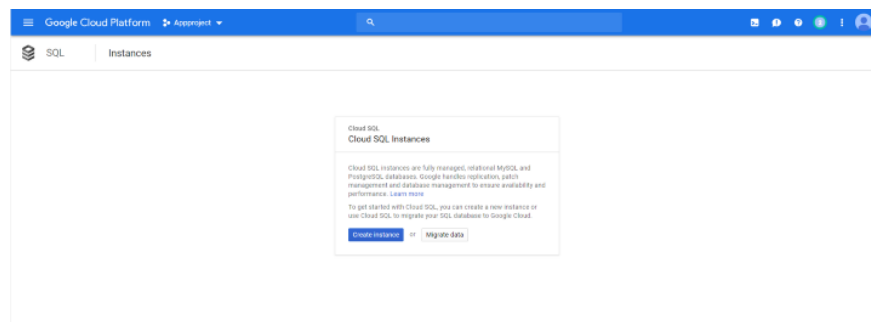 Google Cloud Platform Appproject
SQL Instances
Cloud SQL
Cloud SQL Instances
Cloud SQL instances are fully managed, relational MySQL and
PostgreSQL databases. Google handles replication, patch
management and database management to ensure availability and
performance. Learn more
To get started with Cloud SQL, you can create a new instance or
use Cloud SQL to migrate your SQL database to Google Cloud.
Create instance or Migrate data